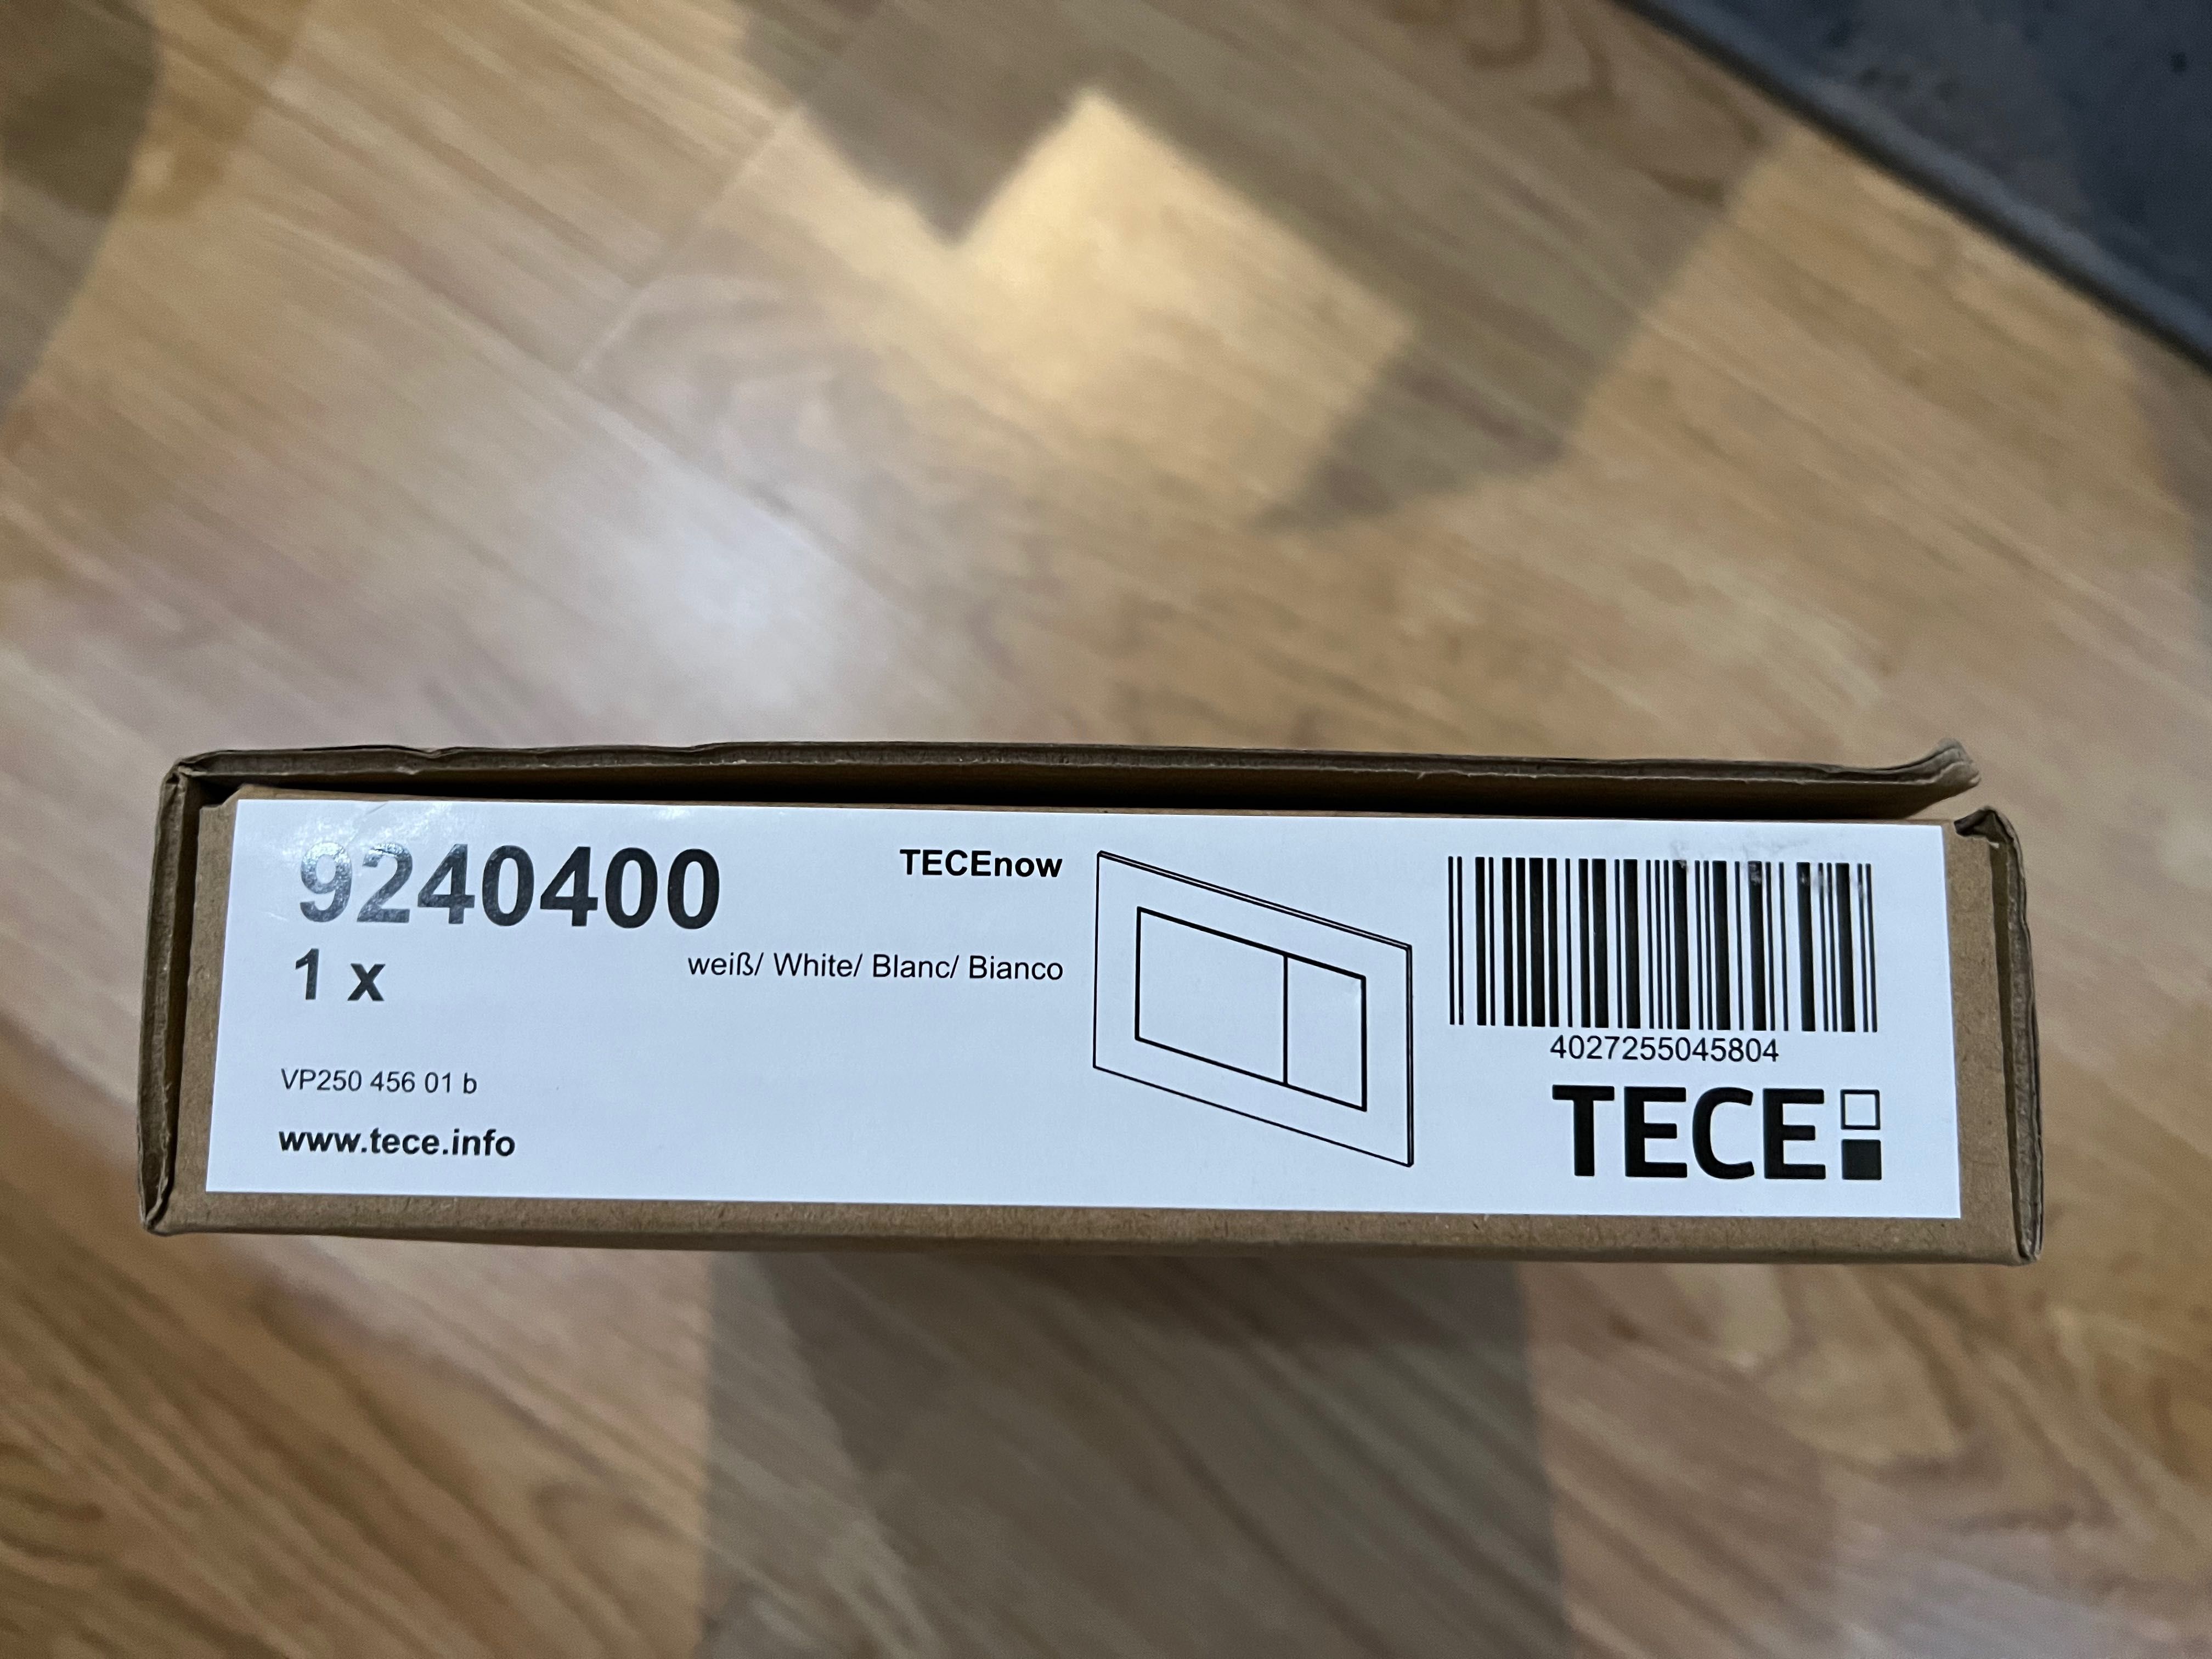 9240400
1 x
TECEnow
weiß/ White/ Blanc/ Bianco
VP250 456 01 b
www.tece.info
4027255045804
TECE